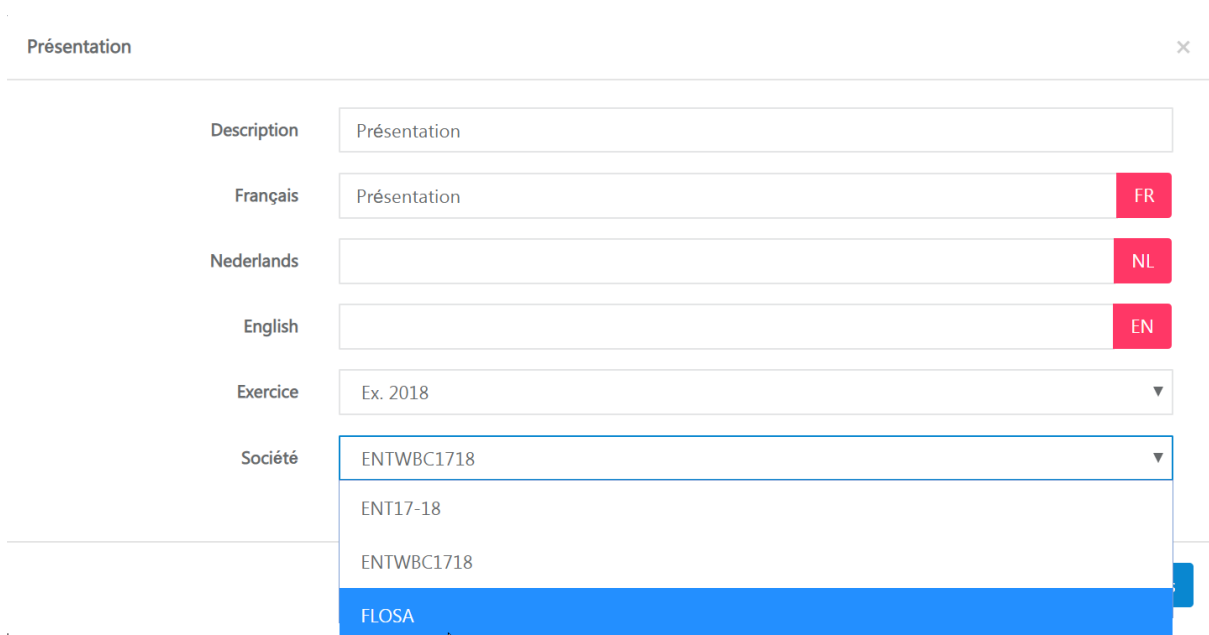 Présentation ×
Description Présentation
Français Présentation FR
Nederlands NL
English EN
Exercice Ex. 2018 ▼
Société ENTWBC1718 ▼
ENT17-18
ENTWBC1718
FLOSA